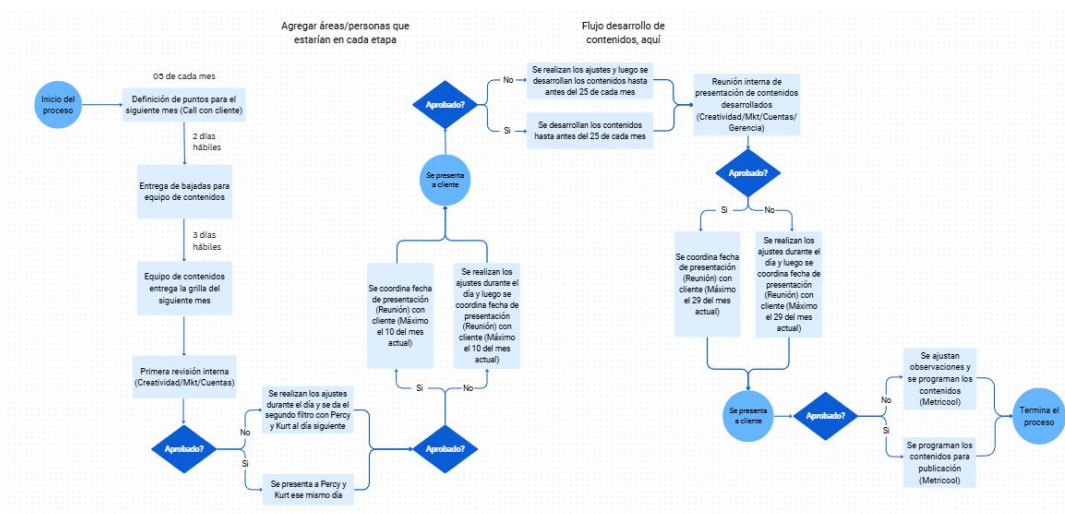 Agregar áreas/personas que
estarían en cada etapa
Flujo desarrollo de
contenidos, aquí
Inicio del
proceso
05 de cada mes
Definición de puntos para el
siguiente mes (Call con cliente)
2 días
hábiles
Entrega de bajadas para
equipo de contenidos
3 días
hábiles
Equipo de contenidos
entrega la grilla del
siguiente mes
Primera revisión interna
(Creatividad/Mkt/Cuentas)
Aprobado?
No
Se realizan los ajustes
durante el día y se da el
segundo filtro con Percy
y Kurt al día siguiente
Si
Se presenta a Percy y
Kurt ese mismo día
Aprobado?
Si
No
Se coordina fecha
de presentación
(Reunión) con
cliente (Máximo
el 10 del mes
actual)
Se realizan los
ajustes durante el
día y luego se
coordina fecha de
presentación
(Reunión) con
cliente (Máximo
el 10 del mes
actual)
Se presenta
a cliente
Aprobado?
No
Se realizan los ajustes y luego se
desarrollan los contenidos hasta
antes del 25 de cada mes
Si
Se desarrollan los contenidos
hasta antes del 25 de cada mes
Reunión interna de
presentación de contenidos
desarrollados
(Creatividad/Mkt/Cuentas/
Gerencia)
Aprobado?
Si
No
Se coordina fecha
de presentación
(Reunión) con
cliente (Máximo
el 29 del mes
actual)
Se realizan los
ajustes durante el
día y luego se
coordina fecha de
presentación
(Reunión) con
cliente (Máximo
el 29 del mes
actual)
Se presenta
a cliente
Aprobado?
No
Se ajustan
observaciones y
se programan los
contenidos
(Metricool)
Si
Se programan los
contenidos para
publicación
(Metricool)
Termina el
proceso